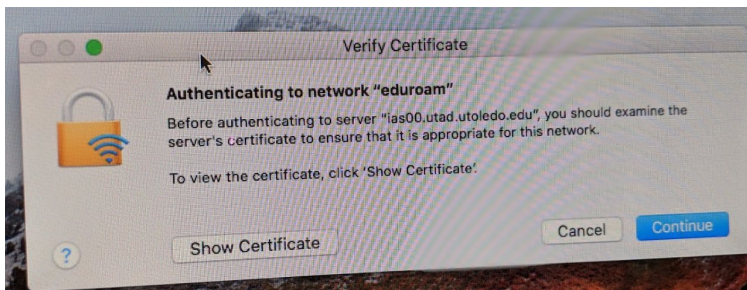 Verify Certificate
Authenticating to network “eduroam”
Before authenticating to server "ias00.utad.utoledo.edu", you should examine the
server's certificate to ensure that it is appropriate for this network.
To view the certificate, click 'Show Certificate'.
?
Show Certificate
Cancel
Continue